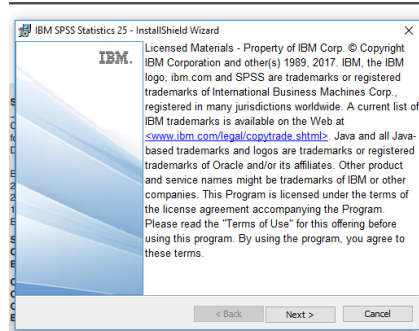 IBM SPSS Statistics 25 - InstallShield Wizard
IBM.
Licensed Materials - Property of IBM Corp. © Copyright
IBM Corporation and other(s) 1989, 2017. IBM, the IBM
logo, ibm.com and SPSS are trademarks or registered
trademarks of International Business Machines Corp.,
registered in many jurisdictions worldwide. A current list of
IBM trademarks is available on the Web at
<www.ibm.com/legal/copytrade.shtml>. Java and all Java-
based trademarks and logos are trademarks or registered
trademarks of Oracle and/or its affiliates. Other product
and service names might be trademarks of IBM or other
companies. This Program is licensed under the terms of
the license agreement accompanying the Program.
Please read the "Terms of Use" for this offering before
using this program. By using the program, you agree to
these terms.
< Back
Next >
Cancel